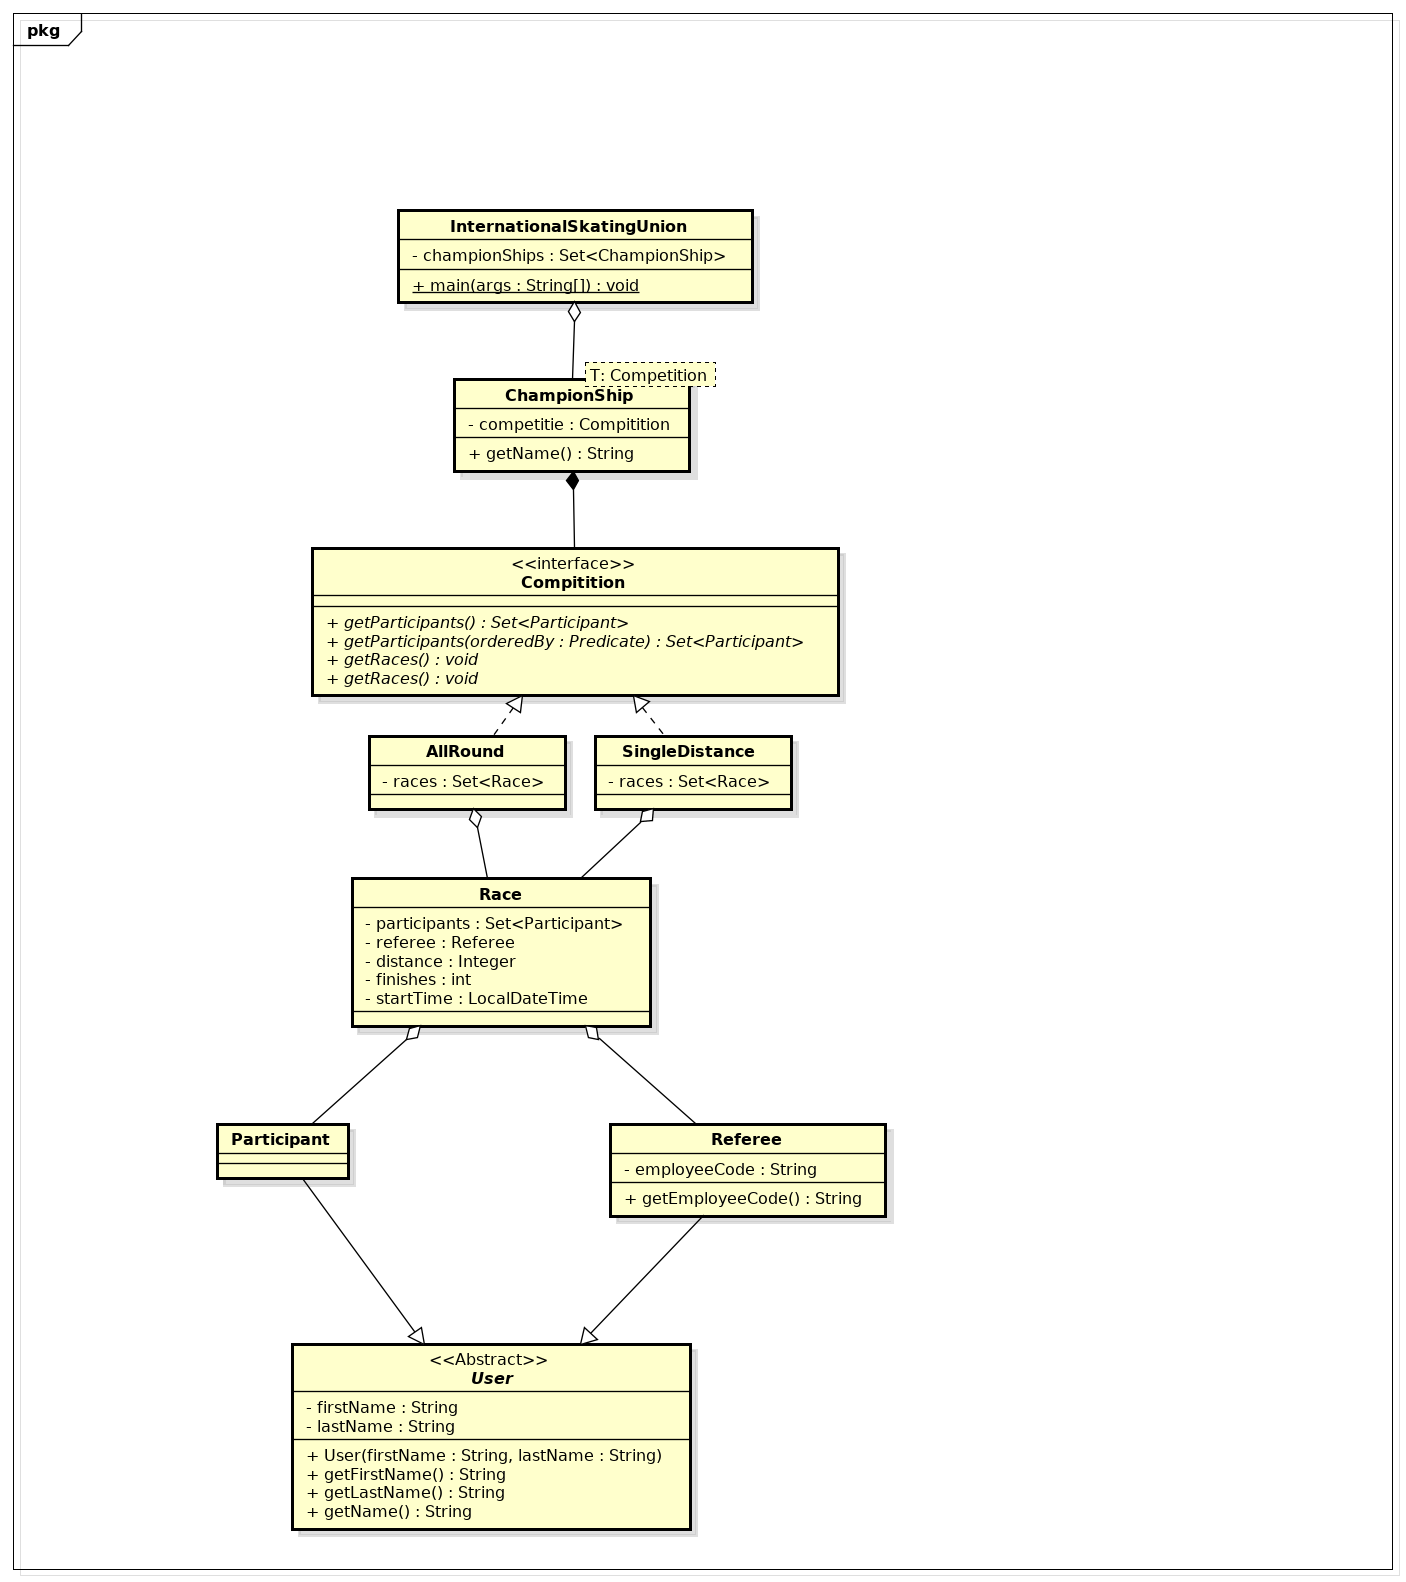 pkg
InternationalSkatingUnion
- championShips : Set<ChampionShip>
+ main(args : String[]) : void
T: Competition
ChampionShip
- competitie : Compitition
+ getName() : String
<<interface>>
Compitition
+ getParticipants() : Set<Participant>
+ getParticipants(orderedBy : Predicate) : Set<Participant>
+ getRaces() : void
+ getRaces() : void
AllRound
- races : Set<Race>
SingleDistance
- races : Set<Race>
Race
- participants : Set<Participant>
- referee : Referee
- distance : Integer
- finishes : int
- startTime : LocalDateTime
Participant
Referee
- employeeCode : String
+ getEmployeeCode() : String
<<Abstract>>
User
- firstName : String
- lastName : String
+ User(firstName : String, lastName : String)
+ getFirstName() : String
+ getLastName() : String
+ getName() : String